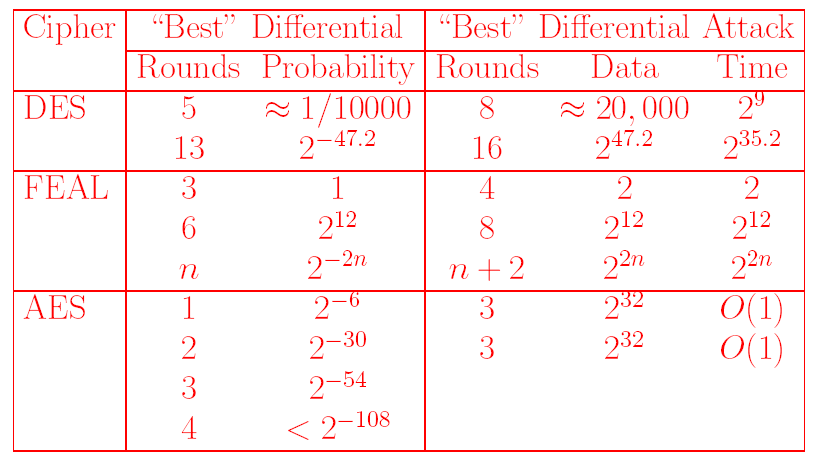 Cipher “Best” Differential “Best” Differential Attack
Rounds Probability Rounds Data Time
DES 5 ≈ 1/10000 8 ≈ 20,000 2^9
13 2^{-47.2} 16 2^{47.2} 2^{35.2}
FEAL 3 1 4 2 2
6 2^{12} 8 2^{12} 2^{12}
n 2^{-2n} n + 2 2^{2n} 2^{2n}
AES 1 2^{-6} 3 2^{32} O(1)
2 2^{-30} 3 2^{32} O(1)
3 2^{-54}
4 < 2^{-108}